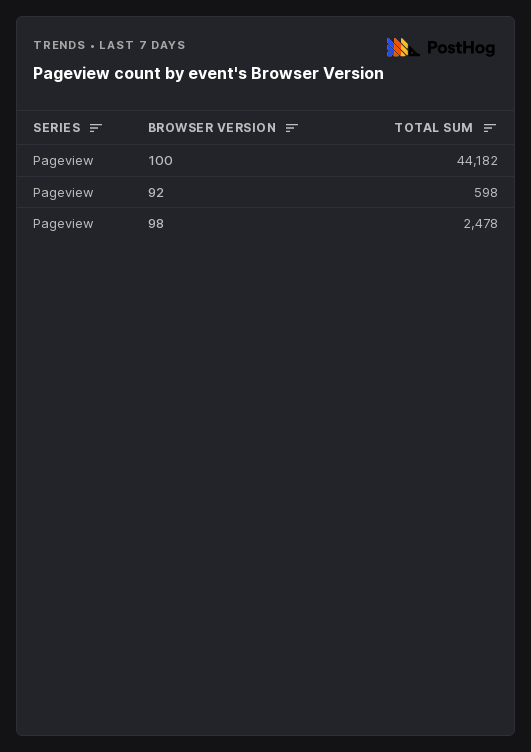 TRENDS • LAST 7 DAYS
PostHog
Pageview count by event's Browser Version
SERIES BROWSER VERSION TOTAL SUM
Pageview 100 44,182
Pageview 92 598
Pageview 98 2,478